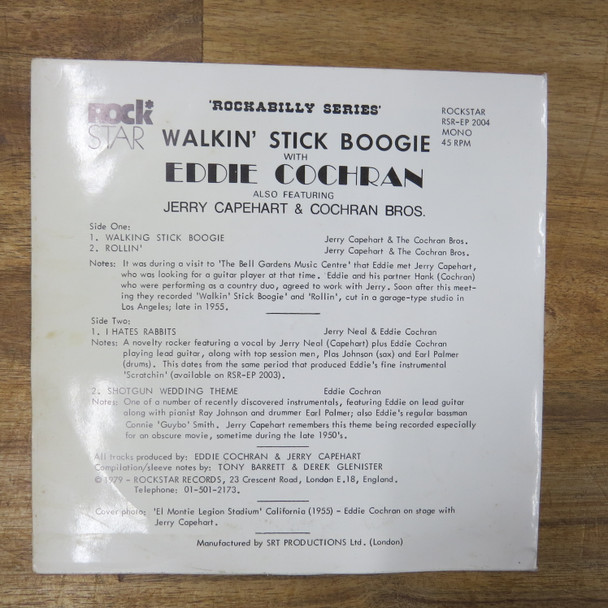 Rock*
STAR
'ROCKABILLY SERIES'
ROCKSTAR
RSR-EP 2004
MONO
45 RPM
WALKIN' STICK BOOGIE
WITH
EDDIE COCHRAN
ALSO FEATURING
JERRY CAPEHART & COCHRAN BROS.
Side One:
1. WALKING STICK BOOGIE Jerry Capehart & The Cochran Bros.
2. ROLLIN' Jerry Capehart & The Cochran Bros.
Notes: It was during a visit to 'The Bell Gardens Music Centre' that Eddie met Jerry Capehart,
who was looking for a guitar player at that time. Eddie and his partner Hank (Cochran)
who were performing as a country duo, agreed to work with Jerry. Soon after this meet-
ing they recorded 'Walkin' Stick Boogie' and 'Rollin', cut in a garage-type studio in
Los Angeles; late in 1955.
Side Two:
1. I HATES RABBITS Jerry Neal & Eddie Cochran
Notes: A novelty rocker featuring a vocal by Jerry Neal (Capehart) plus Eddie Cochran
playing lead guitar, along with top session men, Plas Johnson (sax) and Earl Palmer
(drums). This dates from the same period that produced Eddie's fine instrumental
'Scratchin' (available on RSR-EP 2003).
2. SHOTGUN WEDDING THEME Eddie Cochran
Notes: One of a number of recently discovered instrumentals, featuring Eddie on lead guitar
along with pianist Ray Johnson and drummer Earl Palmer; also Eddie's regular bassman
Connie 'Guybo' Smith. Jerry Capehart remembers this theme being recorded especially
for an obscure movie, sometime during the late 1950's.
All tracks produced by: EDDIE COCHRAN & JERRY CAPEHART
Compilation/sleeve notes by: TONY BARRETT & DEREK GLENISTER
© 1979 - ROCKSTAR RECORDS, 23 Crescent Road, London E.18, England.
Telephone: 01-501-2173.
Cover photo: 'El Montie Legion Stadium' California (1955) - Eddie Cochran on stage with
Jerry Capehart.
Manufactured by SRT PRODUCTIONS Ltd. (London)